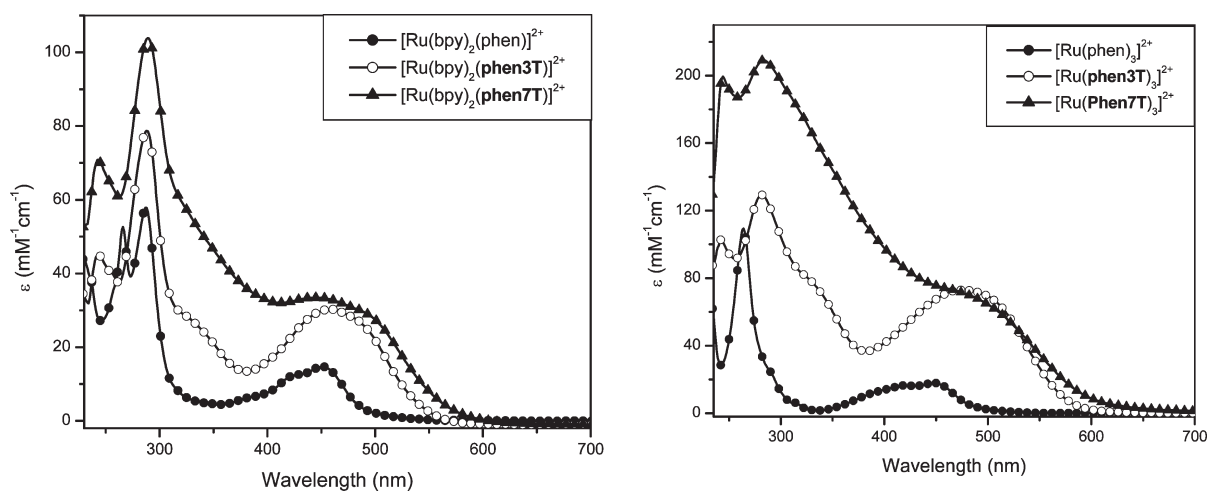 [Ru(bpy)₂(phen)]²⁺
[Ru(bpy)₂(phen3T)]²⁺
[Ru(bpy)₂(phen7T)]²⁺
100
80
60
40
20
0
ε (mM⁻¹cm⁻¹)
300 400 500 600 700
Wavelength (nm)
[Ru(phen)₃]²⁺
[Ru(phen3T)₃]²⁺
[Ru(Phen7T)₃]²⁺
200
160
120
80
40
0
ε (mM⁻¹cm⁻¹)
300 400 500 600 700
Wavelength (nm)